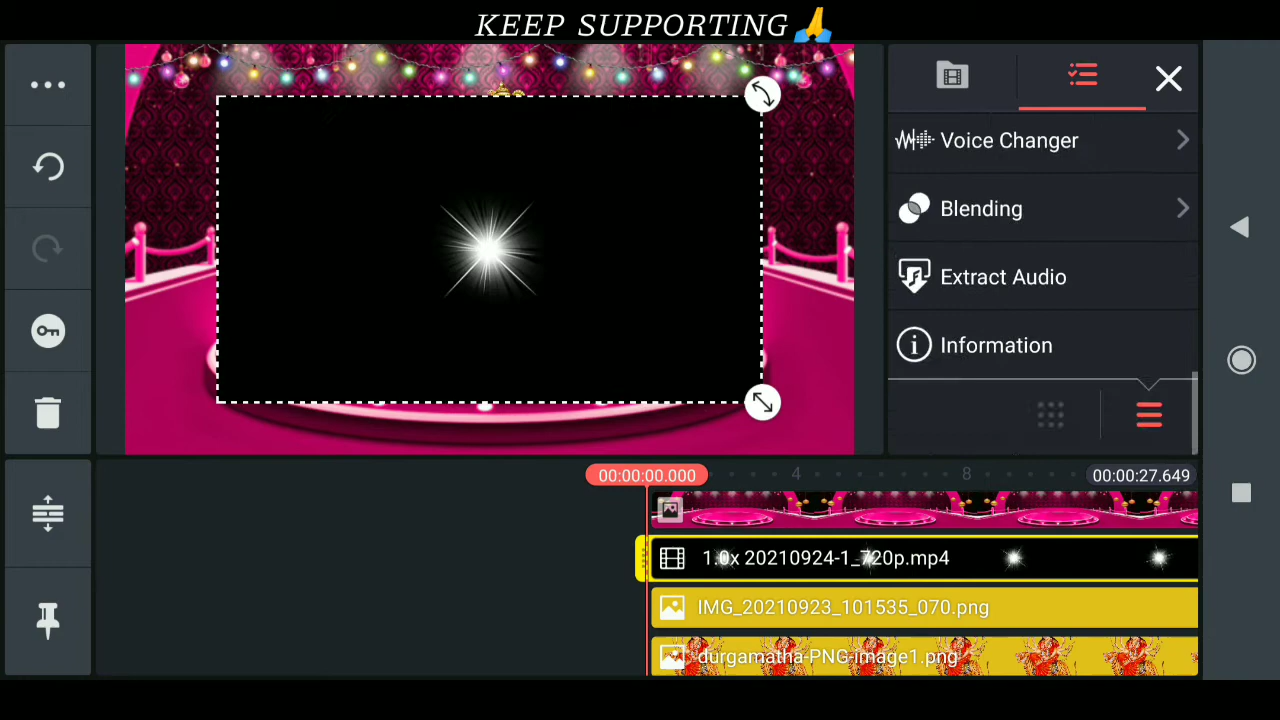 KEEP SUPPORTING🙏
Voice Changer
Blending
Extract Audio
Information
00:00:00.000
4
8
00:00:27.649
1.0x 20210924-1_720p.mp4
IMG_20210923_101535_070.png
durgamatha-PNG-image1.png